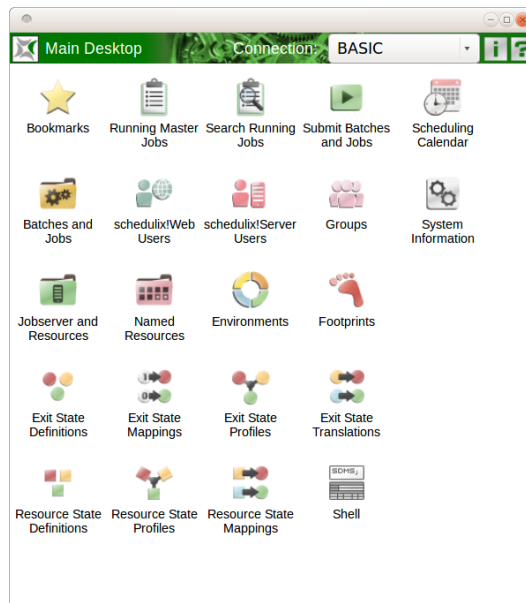 Main Desktop Connection: BASIC
Bookmarks Running Master Search Running Submit Batches Scheduling
Jobs Jobs and Jobs Calendar
Batches and schedulix!Web schedulix!Server Groups System
Jobs Users Users Information
Jobserver and Named Environments Footprints
Resources Resources
Exit State Exit State Exit State Exit State
Definitions Mappings Profiles Translations
SDMS;
Resource State Resource State Resource State Shell
Definitions Profiles Mappings